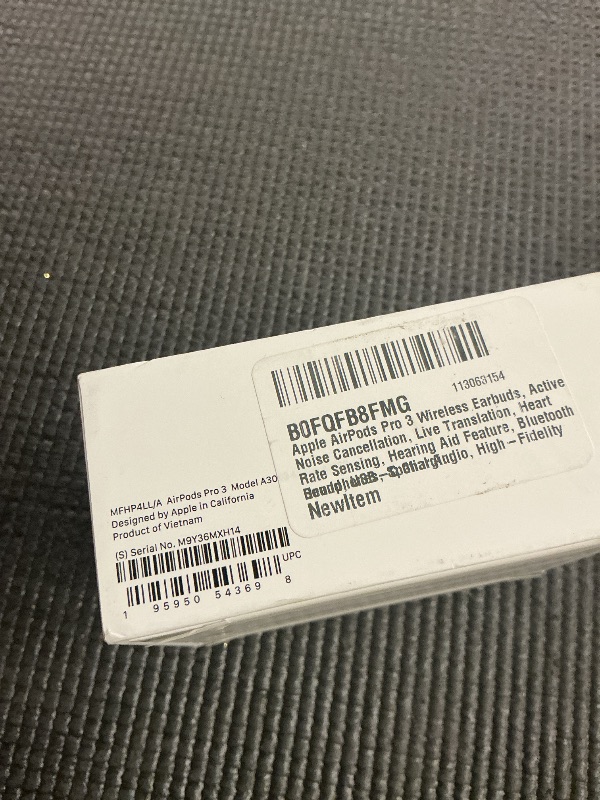 113063154
B0FQFB8FMG
Apple AirPods Pro 3 Wireless Earbuds, Active
Noise Cancellation, Live Translation, Heart
Rate Sensing, Hearing Aid Feature, Bluetooth
Audio, High-Fidelity
NewItem
MFHP4LL/A AirPods Pro 3 Model A30
Designed by Apple in California
Product of Vietnam
(S) Serial No. M9Y36MXH14
UPC
1 95950 54369 8